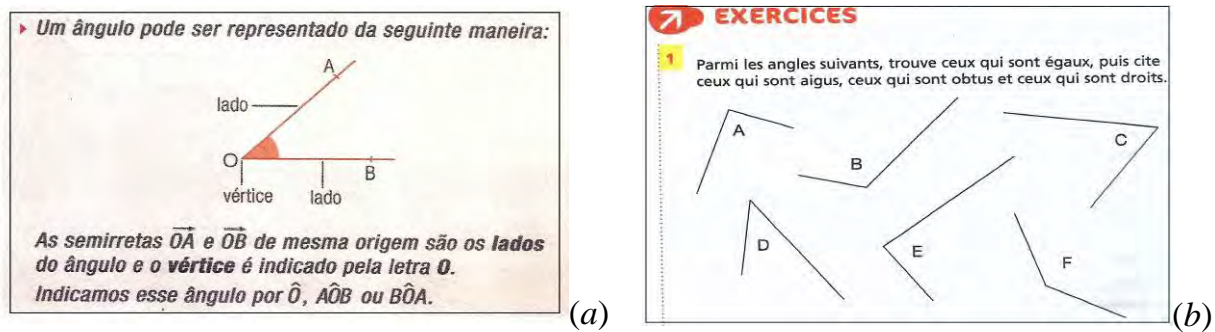 Um ângulo pode ser representado da seguinte maneira:
A
lado
O
B
vértice
lado
As semirretas OA e OB de mesma origem são os lados
do ângulo e o vértice é indicado pela letra O.
Indicamos esse ângulo por Ô, AÔB ou BÔA.
(a)
EXERCICES
1
Parmi les angles suivants, trouve ceux qui sont égaux, puis cite
ceux qui sont aigus, ceux qui sont obtus et ceux qui sont droits.
A
B
C
D
E
F
(b)